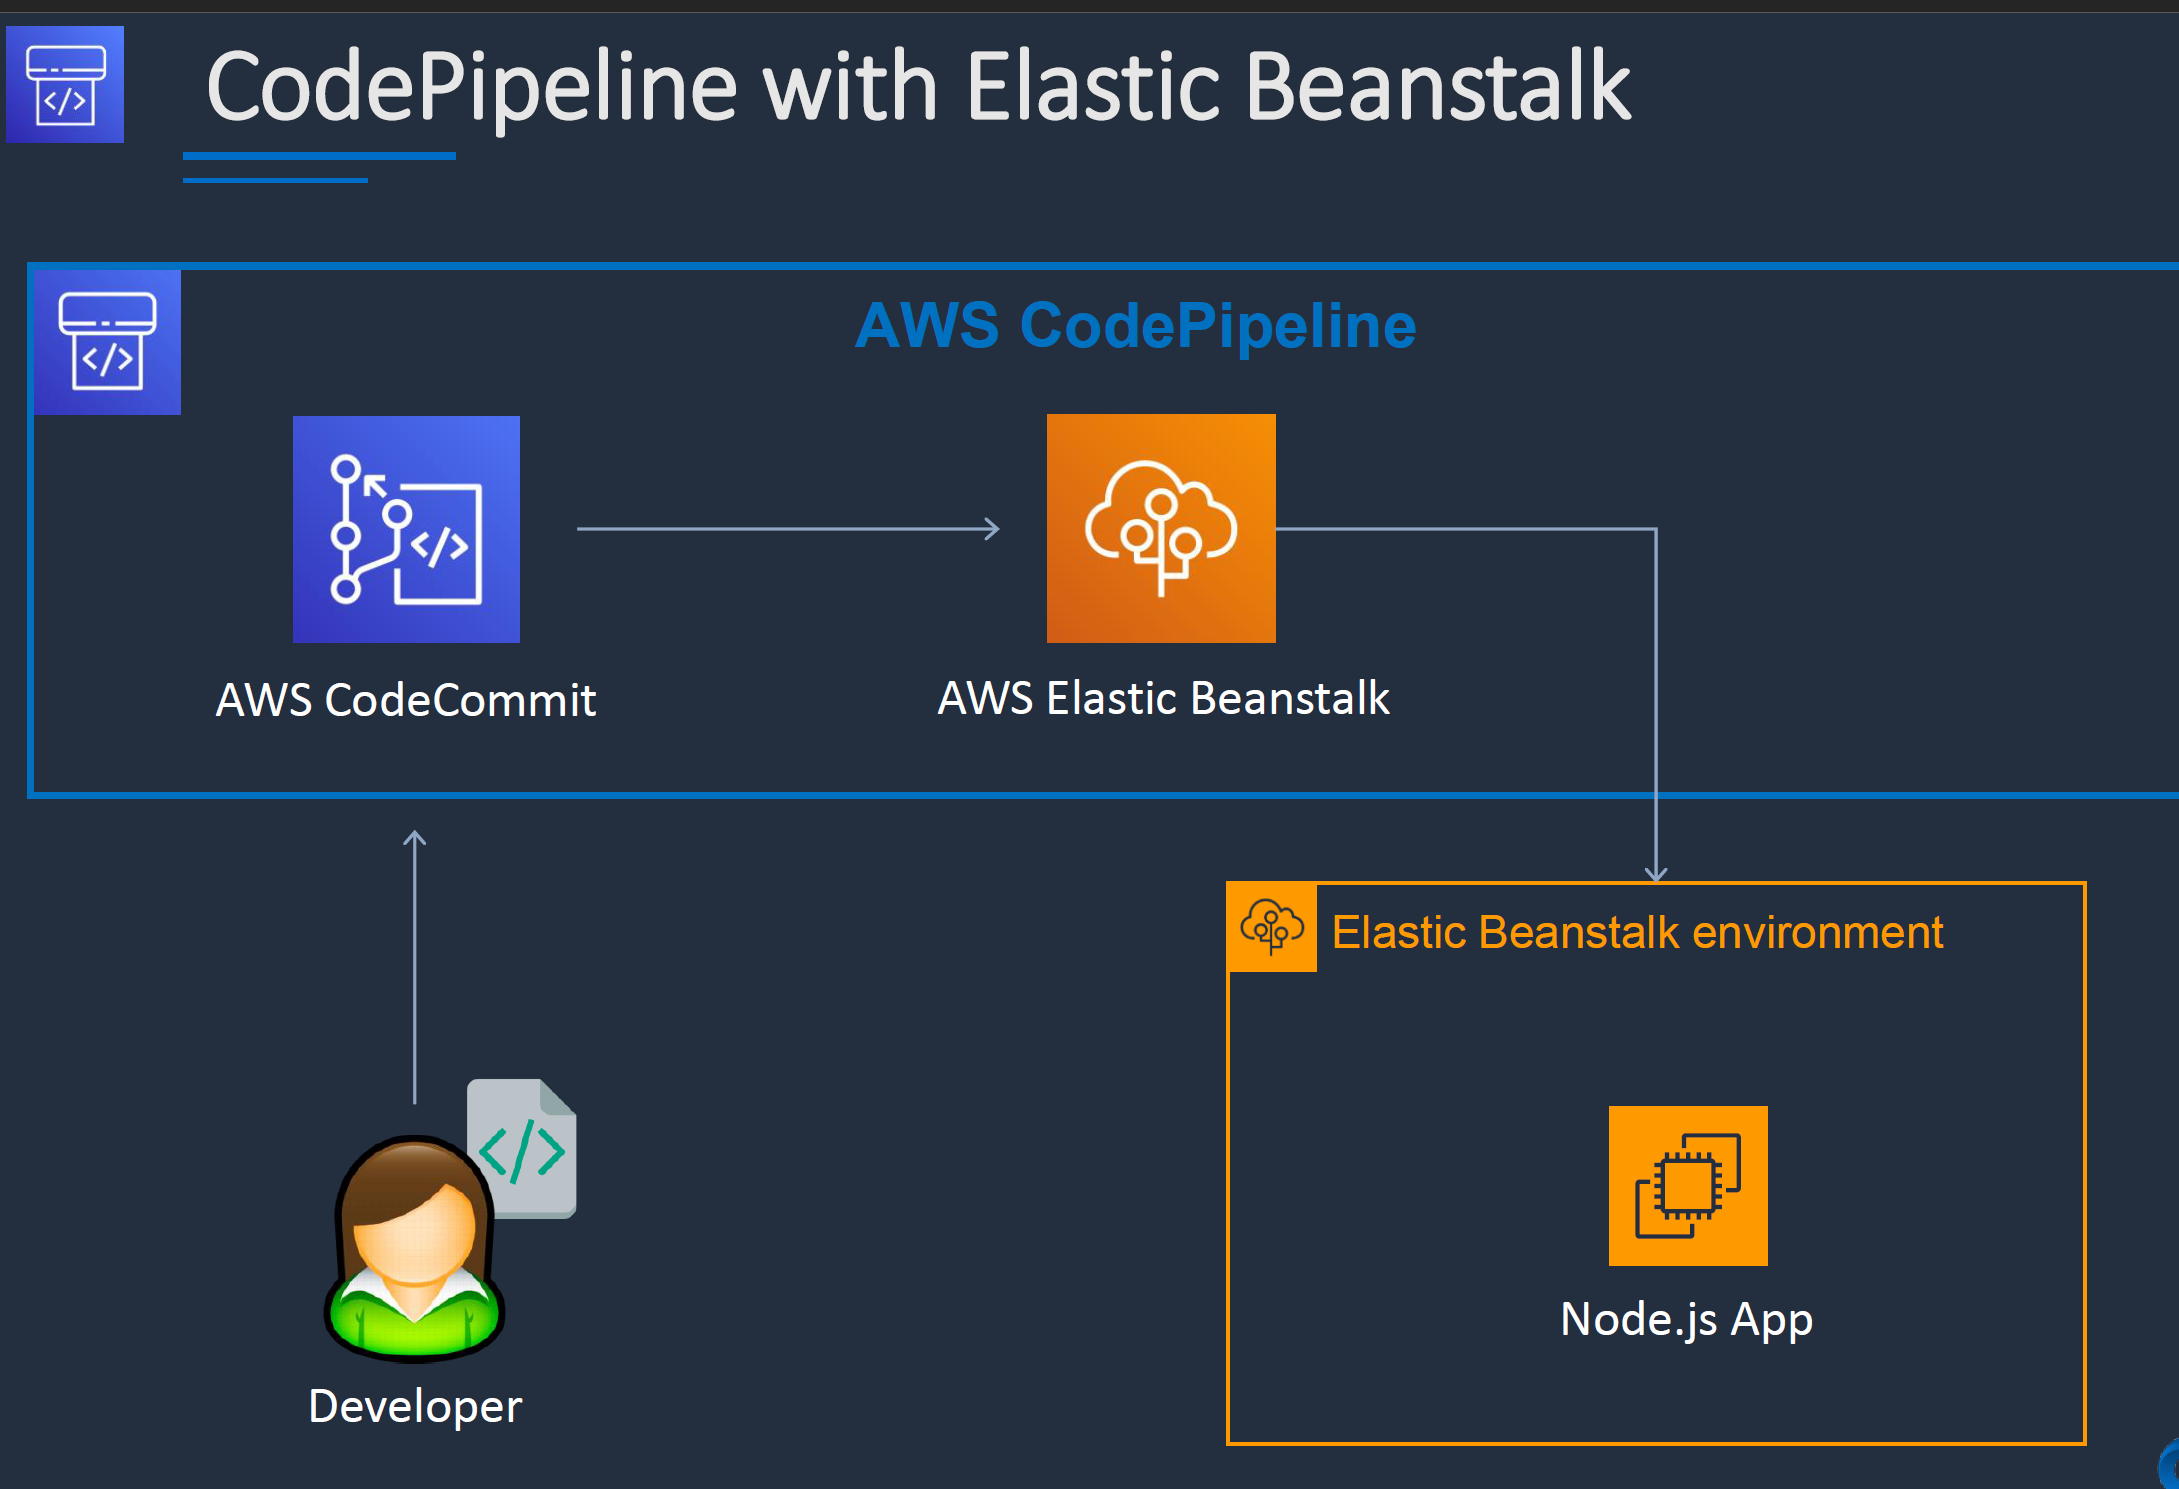 CodePipeline with Elastic Beanstalk
AWS CodePipeline
AWS CodeCommit
AWS Elastic Beanstalk
Elastic Beanstalk environment
Node.js App
Developer